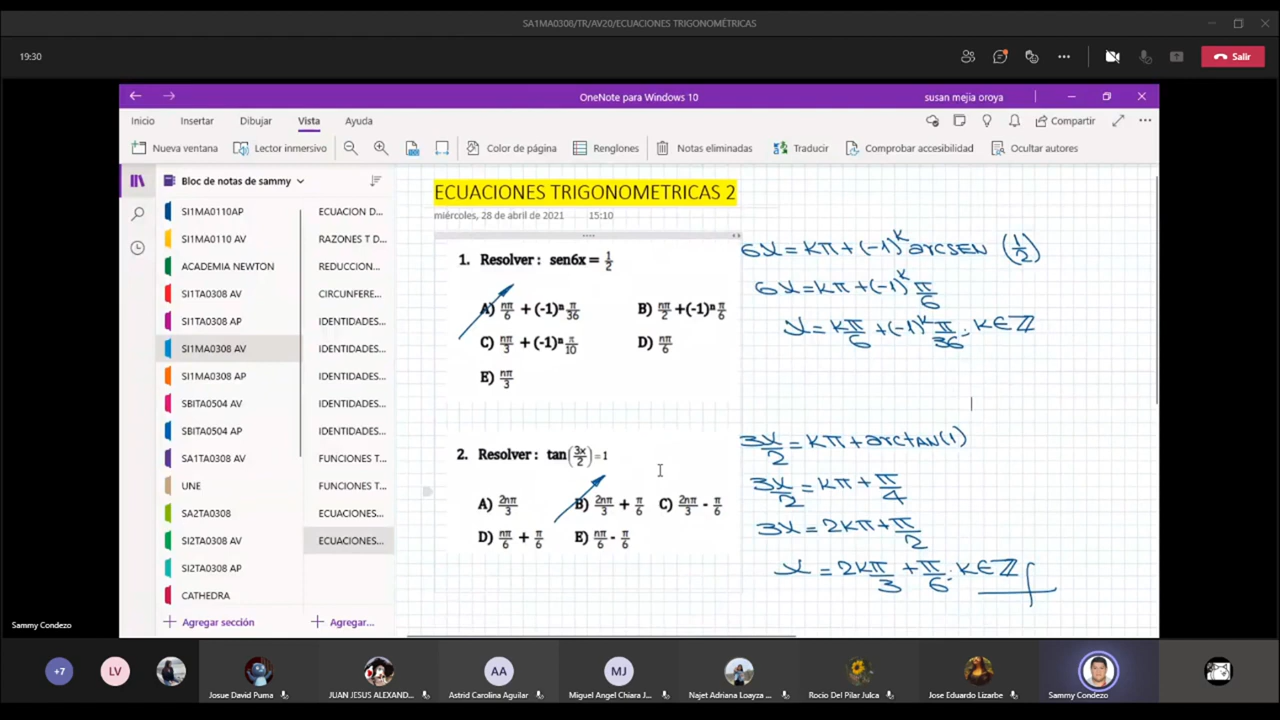 SA1MA0308/TR/AV20/ECUACIONES TRIGONOMÉTRICAS
19:30
Salir
OneNote para Windows 10
susan mejia oroya
Inicio Insertar Dibujar Vista Ayuda
Compartir
Nueva ventana Lector inmersivo Color de página Renglones Notas eliminadas Traducir Comprobar accesibilidad Ocultar autores
Bloc de notas de sammy
SI1MA0110AP ECUACION D...
SI1MA0110 AV RAZONES T D...
ACADEMIA NEWTON REDUCCION...
SI1TA0308 AV CIRCUNFERE...
SI1TA0308 AP IDENTIDADES...
SI1MA0308 AV IDENTIDADES...
SI1MA0308 AP IDENTIDADES...
SBITA0504 AV IDENTIDADES...
SBITA0504 AP IDENTIDADES...
SA1TA0308 AV FUNCIONES T...
UNE FUNCIONES T...
SA2TA0308 ECUACIONES...
SI2TA0308 AV ECUACIONES...
SI2TA0308 AP
CATHEDRA
Agregar sección Agregar...
ECUACIONES TRIGONOMETRICAS 2
miércoles, 28 de abril de 2021 15:10
1. Resolver : sen6x = 1/2
A) nπ/6 + (-1)ⁿ π/36 B) nπ/2 +(-1)ⁿ π/6
C) nπ/3 + (-1)ⁿ π/10 D) nπ/6
E) nπ/3
6x = kπ + (-1)^k arcSEN (1/2)
6x = kπ + (-1)^k π/6
x = kπ/6 + (-1)^k π/36 ; k∈ℤ
2. Resolver : tan(3x/2) = 1
A) 2nπ/3 B) 2nπ/3 + π/6 C) 2nπ/3 - π/6
D) nπ/6 + π/6 E) nπ/6 - π/6
3x/2 = kπ + arcTAN(1)
3x/2 = kπ + π/4
3x = 2kπ + π/2
x = 2kπ/3 + π/6 ; k∈ℤ
Sammy Condezo
+7 LV AA MJ
Josue David Puma JUAN JESUS ALEXAND... Astrid Carolina Aguilar Miguel Angel Chiara J... Najet Adriana Loayza ... Rocio Del Pilar Julca Jose Eduardo Lizarbe Sammy Condezo